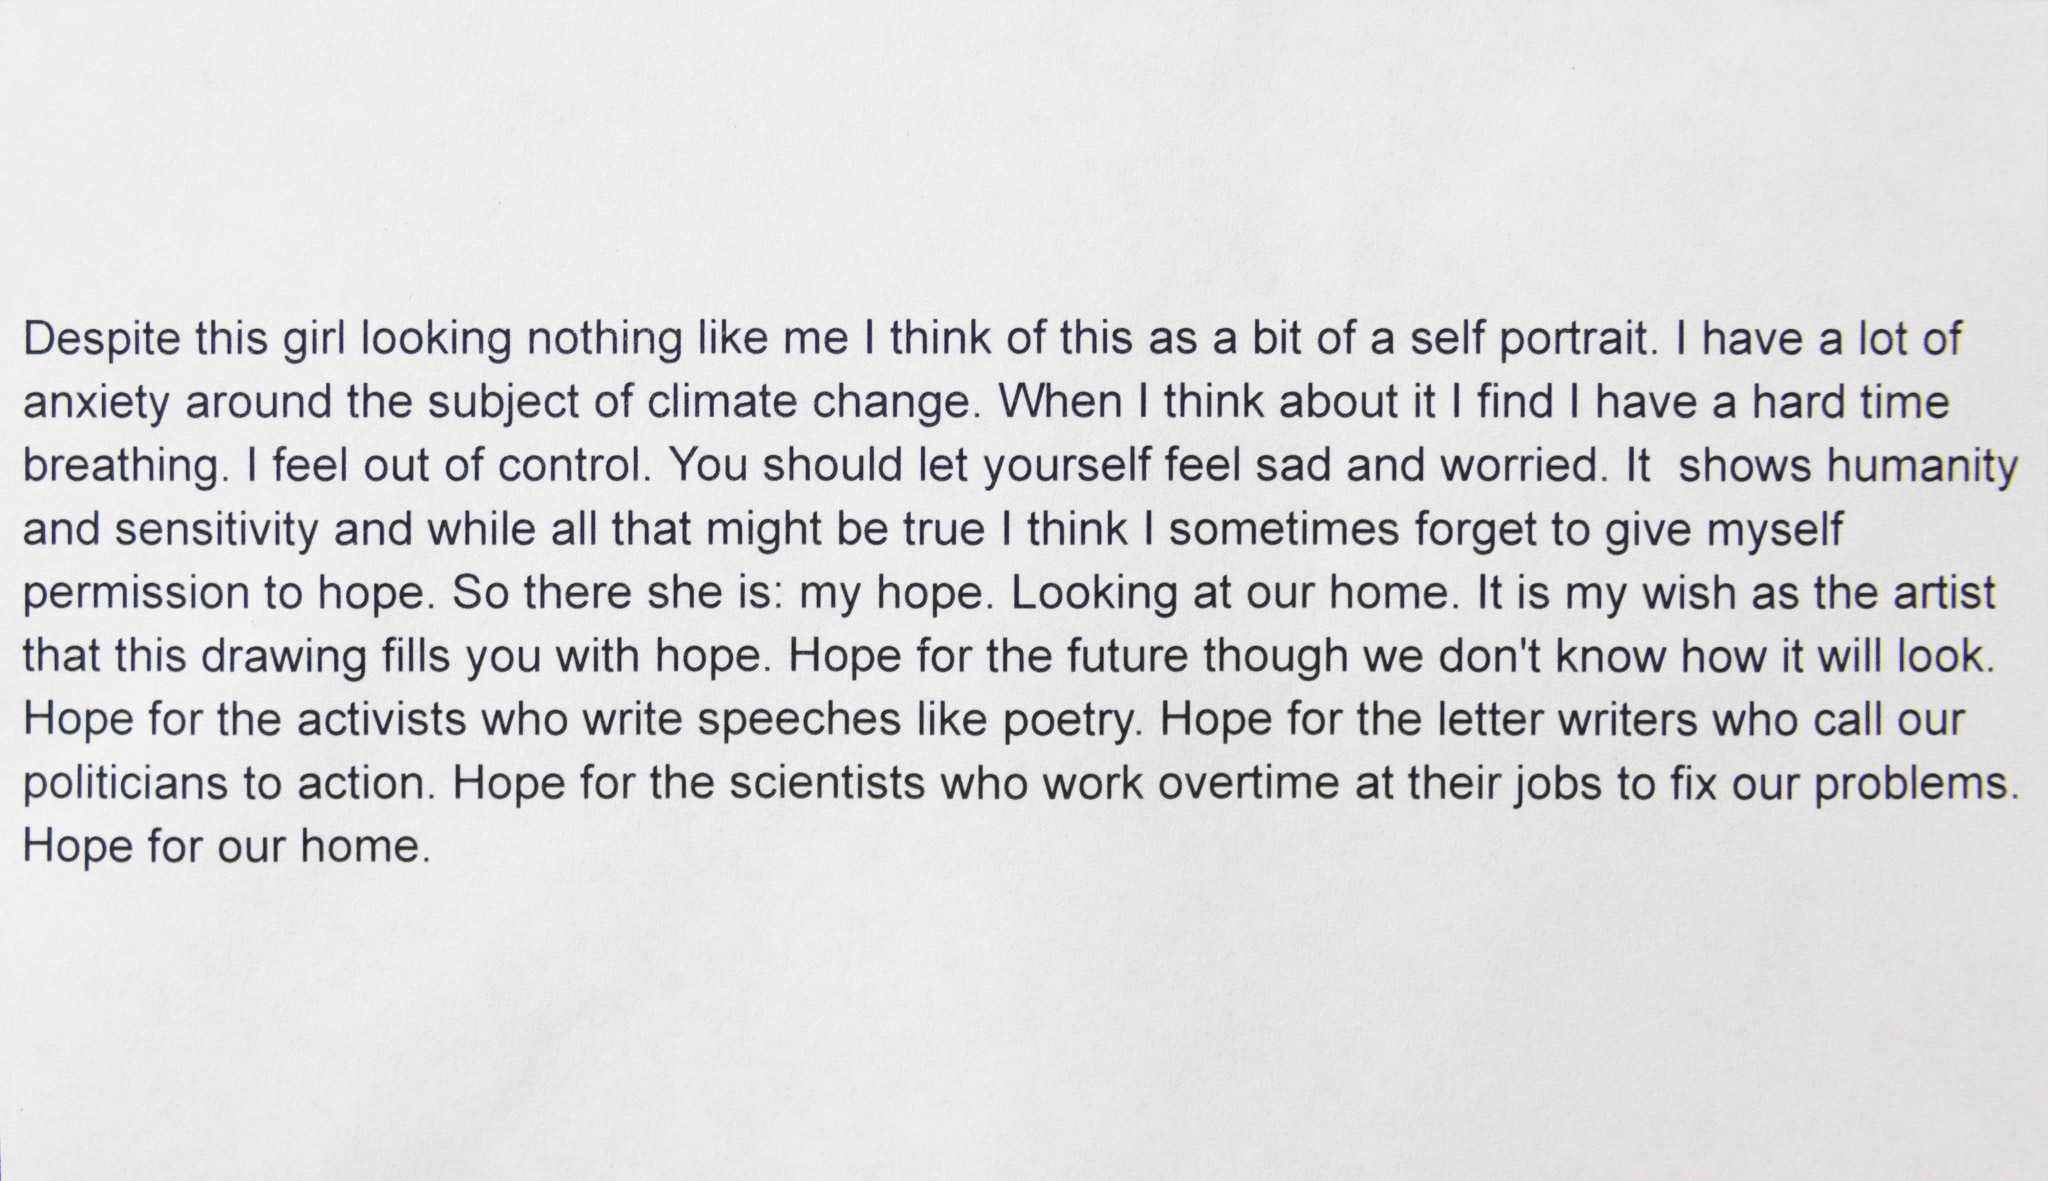 Despite this girl looking nothing like me I think of this as a bit of a self portrait. I have a lot of
anxiety around the subject of climate change. When I think about it I find I have a hard time
breathing. I feel out of control. You should let yourself feel sad and worried. It  shows humanity
and sensitivity and while all that might be true I think I sometimes forget to give myself
permission to hope. So there she is: my hope. Looking at our home. It is my wish as the artist
that this drawing fills you with hope. Hope for the future though we don't know how it will look.
Hope for the activists who write speeches like poetry. Hope for the letter writers who call our
politicians to action. Hope for the scientists who work overtime at their jobs to fix our problems.
Hope for our home.